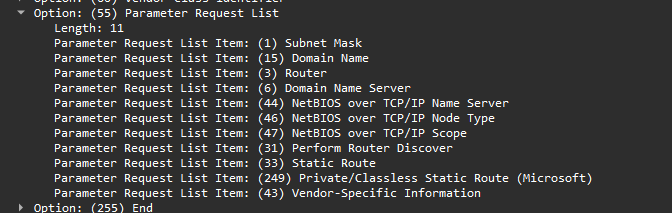 Option: (60) Vendor class identifier
Option: (55) Parameter Request List
Length: 11
Parameter Request List Item: (1) Subnet Mask
Parameter Request List Item: (15) Domain Name
Parameter Request List Item: (3) Router
Parameter Request List Item: (6) Domain Name Server
Parameter Request List Item: (44) NetBIOS over TCP/IP Name Server
Parameter Request List Item: (46) NetBIOS over TCP/IP Node Type
Parameter Request List Item: (47) NetBIOS over TCP/IP Scope
Parameter Request List Item: (31) Perform Router Discover
Parameter Request List Item: (33) Static Route
Parameter Request List Item: (249) Private/Classless Static Route (Microsoft)
Parameter Request List Item: (43) Vendor-Specific Information
Option: (255) End